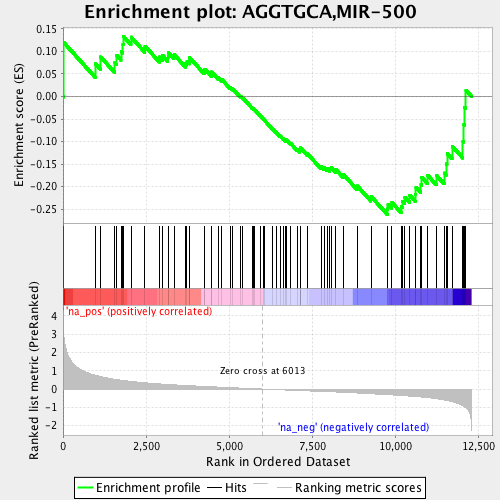 Enrichment plot: AGGTGCA,MIR-500
Enrichment score (ES)
0.15
0.10
0.05
0.00
-0.05
-0.10
-0.15
-0.20
-0.25
Ranked list metric (PreRanked)
'na_pos' (positively correlated)
4
3
2
1
0
-1
-2
Zero cross at 6013
'na_neg' (negatively correlated)
0
2,500
5,000
7,500
10,000
12,500
Rank in Ordered Dataset
Enrichment profile
Hits
Ranking metric scores